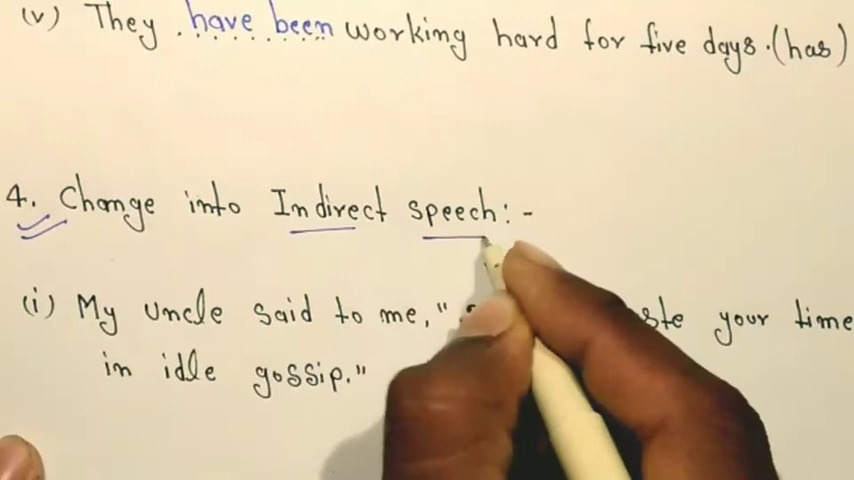 (v) They have been working hard for five days. (has)
4. Change into Indirect speech:-
(i) My uncle said to me," your time
in idle gossip."